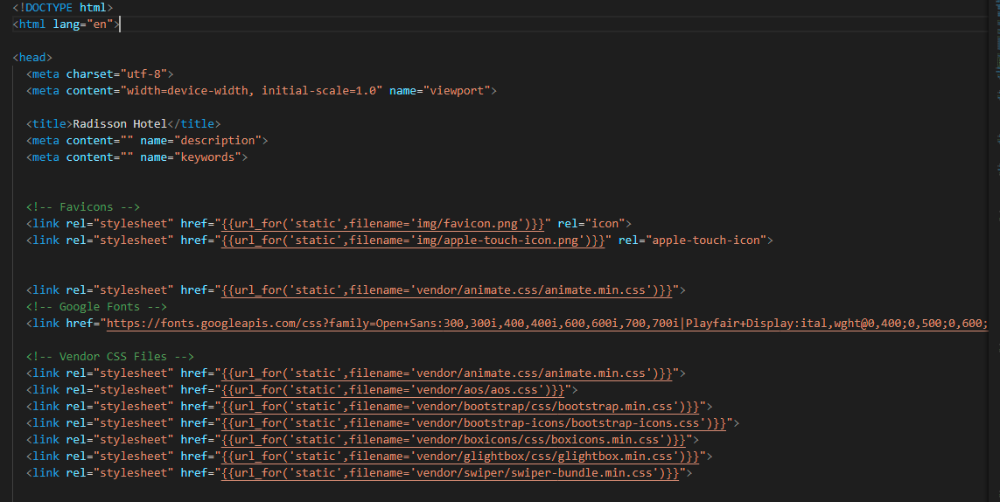 <!DOCTYPE html>
<html lang="en">
<head>
<meta charset="utf-8">
<meta content="width=device-width, initial-scale=1.0" name="viewport">
<title>Radisson Hotel</title>
<meta content="" name="description">
<meta content="" name="keywords">
<!-- Favicons -->
<link rel="stylesheet" href="{{url_for('static',filename='img/favicon.png')}}" rel="icon">
<link rel="stylesheet" href="{{url_for('static',filename='img/apple-touch-icon.png')}}" rel="apple-touch-icon">
<link rel="stylesheet" href="{{url_for('static',filename='vendor/animate.css/animate.min.css')}}">
<!-- Google Fonts -->
<link href="https://fonts.googleapis.com/css?family=Open+Sans:300,300i,400,400i,600,600i,700,700i|Playfair+Display:ital,wght@0,400;0,500;0,600;
<!-- Vendor CSS Files -->
<link rel="stylesheet" href="{{url_for('static',filename='vendor/animate.css/animate.min.css')}}">
<link rel="stylesheet" href="{{url_for('static',filename='vendor/aos/aos.css')}}">
<link rel="stylesheet" href="{{url_for('static',filename='vendor/bootstrap/css/bootstrap.min.css')}}">
<link rel="stylesheet" href="{{url_for('static',filename='vendor/bootstrap-icons/bootstrap-icons.css')}}">
<link rel="stylesheet" href="{{url_for('static',filename='vendor/boxicons/css/boxicons.min.css')}}">
<link rel="stylesheet" href="{{url_for('static',filename='vendor/glightbox/css/glightbox.min.css')}}">
<link rel="stylesheet" href="{{url_for('static',filename='vendor/swiper/swiper-bundle.min.css')}}">